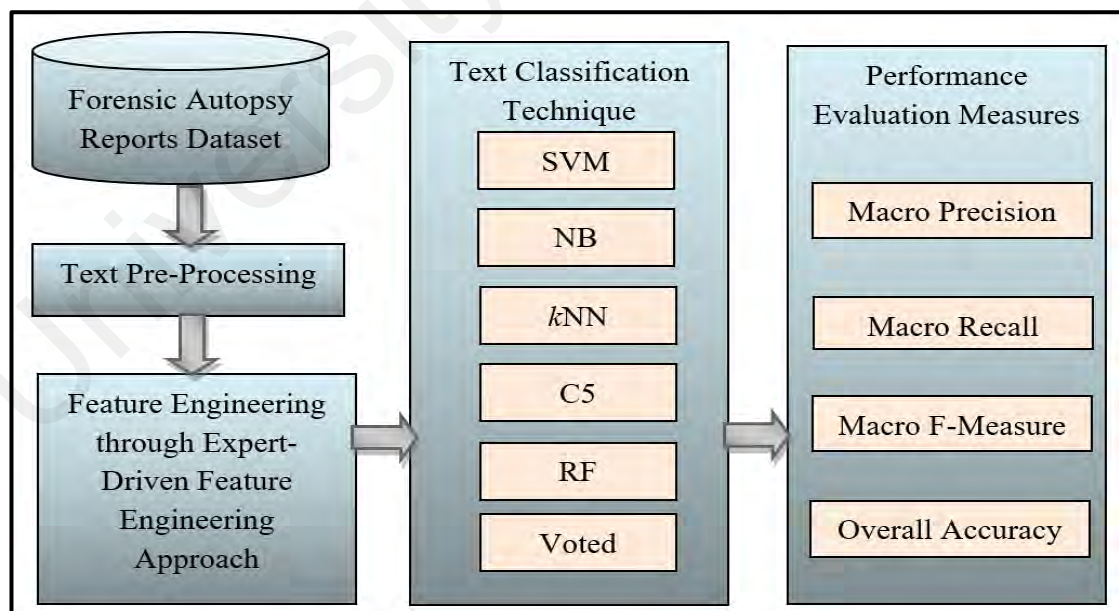 Forensic Autopsy
Reports Dataset
Text Pre-Processing
Feature Engineering
through Expert-
Driven Feature
Engineering
Approach
Text Classification
Technique
SVM
NB
kNN
C5
RF
Voted
Performance
Evaluation Measures
Macro Precision
Macro Recall
Macro F-Measure
Overall Accuracy
University